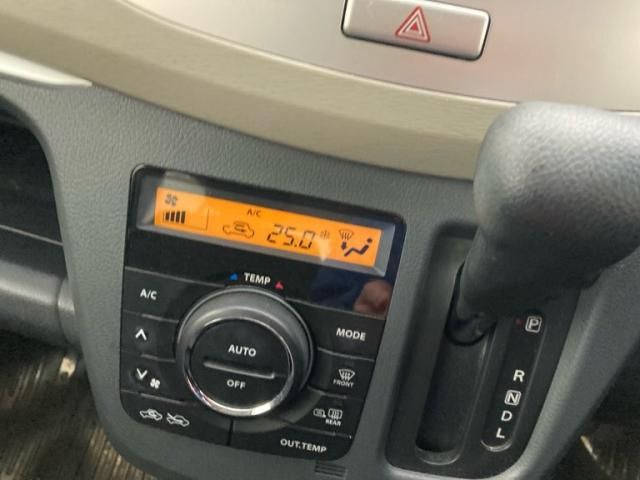 A/C
25.0
TEMP
A/C
MODE
AUTO
OFF
FRONT
REAR
OUT.TEMP
P
R
N
D
L